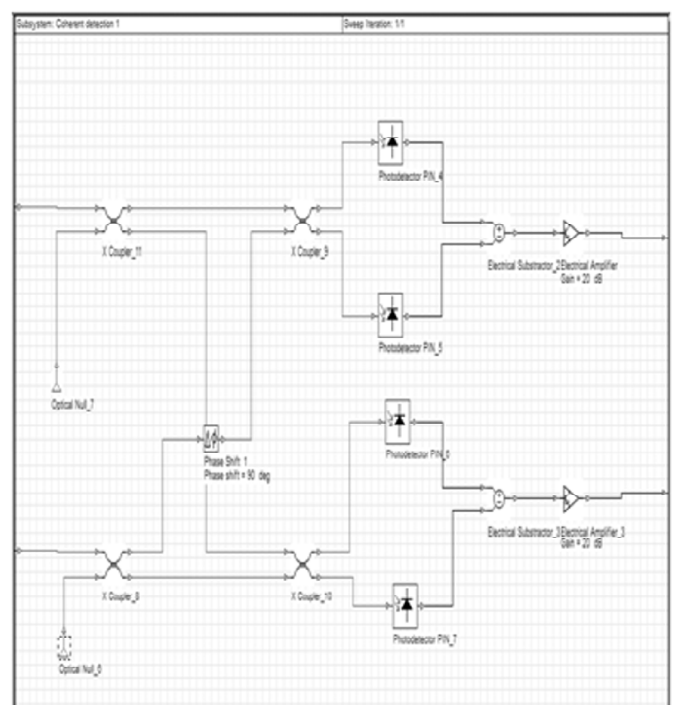 Subsystem: Coherent detection 1
Sweep Iteration: 1/1
Photodetector PIN_4
X Coupler_11
X Coupler_9
Electrical Substractor_2
Electrical Amplifier
Gain = 20 dB
Photodetector PIN_5
Optical Null_7
Phase Shift 1
Phase shift = 90 deg
Photodetector PIN_6
Electrical Substractor_3
Electrical Amplifier_3
Gain = 20 dB
X Coupler_8
X Coupler_10
Photodetector PIN_7
Optical Null_6